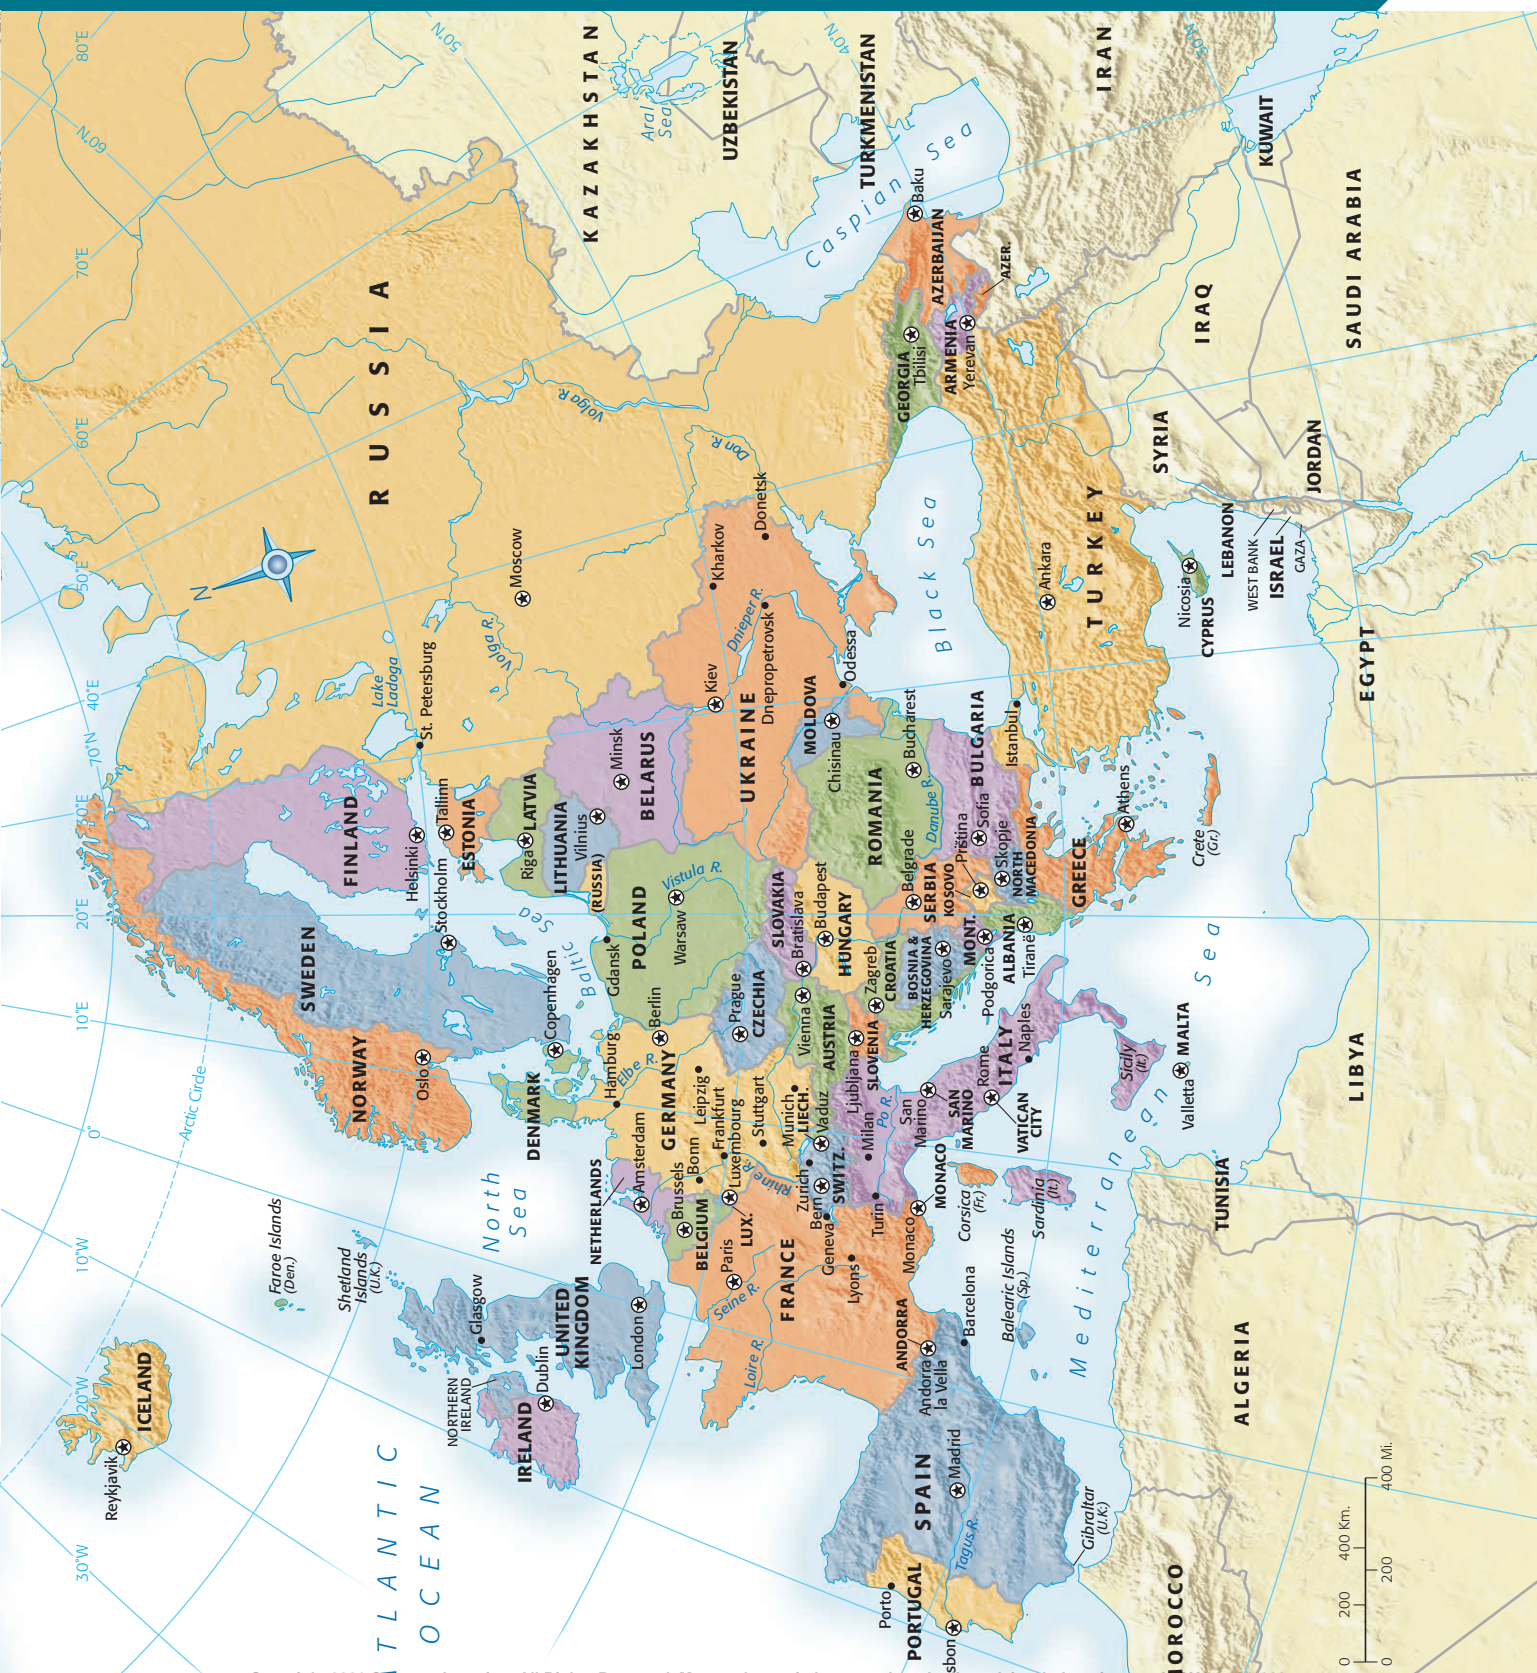 80°E
70°E
60°E
50°E
40°E
30°E
20°E
10°E
0°
10°W
20°W
30°W
60°N
70°N
50°N
40°N
30°N
Arctic Circle
N
RUSSIA
KAZAKHSTAN
Aral
Sea
UZBEKISTAN
TURKMENISTAN
IRAN
KUWAIT
SAUDI ARABIA
IRAQ
SYRIA
JORDAN
LEBANON
WEST BANK
ISRAEL
GAZA
EGYPT
LIBYA
TUNISIA
ALGERIA
OROCCO
Caspian Sea
Baku
AZERBAIJAN
AZER.
ARMENIA
Yerevan
GEORGIA
Tbilisi
Volga R.
Don R.
Volga R.
Moscow
Lake
Ladoga
St. Petersburg
Black Sea
TURKEY
Ankara
Istanbul
Nicosia
CYPRUS
UKRAINE
Kharkov
Donetsk
Dnieper R.
Dnepropetrovsk
Kiev
Odessa
MOLDOVA
Chisinau
BELARUS
Minsk
FINLAND
Helsinki
ESTONIA
Tallinn
LATVIA
Riga
LITHUANIA
Vilnius
(RUSSIA)
SWEDEN
Stockholm
NORWAY
Oslo
Baltic Sea
DENMARK
Copenhagen
North
Sea
POLAND
Gdansk
Warsaw
Vistula R.
GERMANY
Berlin
Hamburg
Elbe R.
Leipzig
Frankfurt
Bonn
Stuttgart
Munich
Rhine R.
NETHERLANDS
Amsterdam
BELGIUM
Brussels
LUX.
Luxembourg
CZECHIA
Prague
SLOVAKIA
Bratislava
HUNGARY
Budapest
AUSTRIA
Vienna
LIECH.
Vaduz
SWITZ.
Zurich
Bern
Geneva
SLOVENIA
Ljubljana
CROATIA
Zagreb
BOSNIA &
HERZEGOVINA
Sarajevo
SERBIA
Belgrade
KOSOVO
Priština
MONT.
Podgorica
ALBANIA
Tiranë
NORTH
MACEDONIA
Skopje
ROMANIA
Bucharest
Danube R.
BULGARIA
Sofia
GREECE
Athens
Crete
(Gr.)
ITALY
Rome
Naples
Milan
Turin
Po R.
SAN
MARINO
San
Marino
VATICAN
CITY
Sicily
(It.)
Sardinia
(It.)
MALTA
Valletta
Mediterranean Sea
MONACO
Monaco
Corsica
(Fr.)
FRANCE
Paris
Seine R.
Loire R.
Lyons
ANDORRA
Andorra
la Vella
Barcelona
Balearic Islands
(Sp.)
SPAIN
Madrid
Tagus R.
Gibraltar
(U.K.)
PORTUGAL
Porto
sbon
UNITED
KINGDOM
London
Glasgow
NORTHERN
IRELAND
IRELAND
Dublin
Shetland
Islands
(U.K.)
Faroe Islands
(Den.)
ICELAND
Reykjavik
TLANTIC
OCEAN
0 200 400 Km.
0 200 400 Mi.